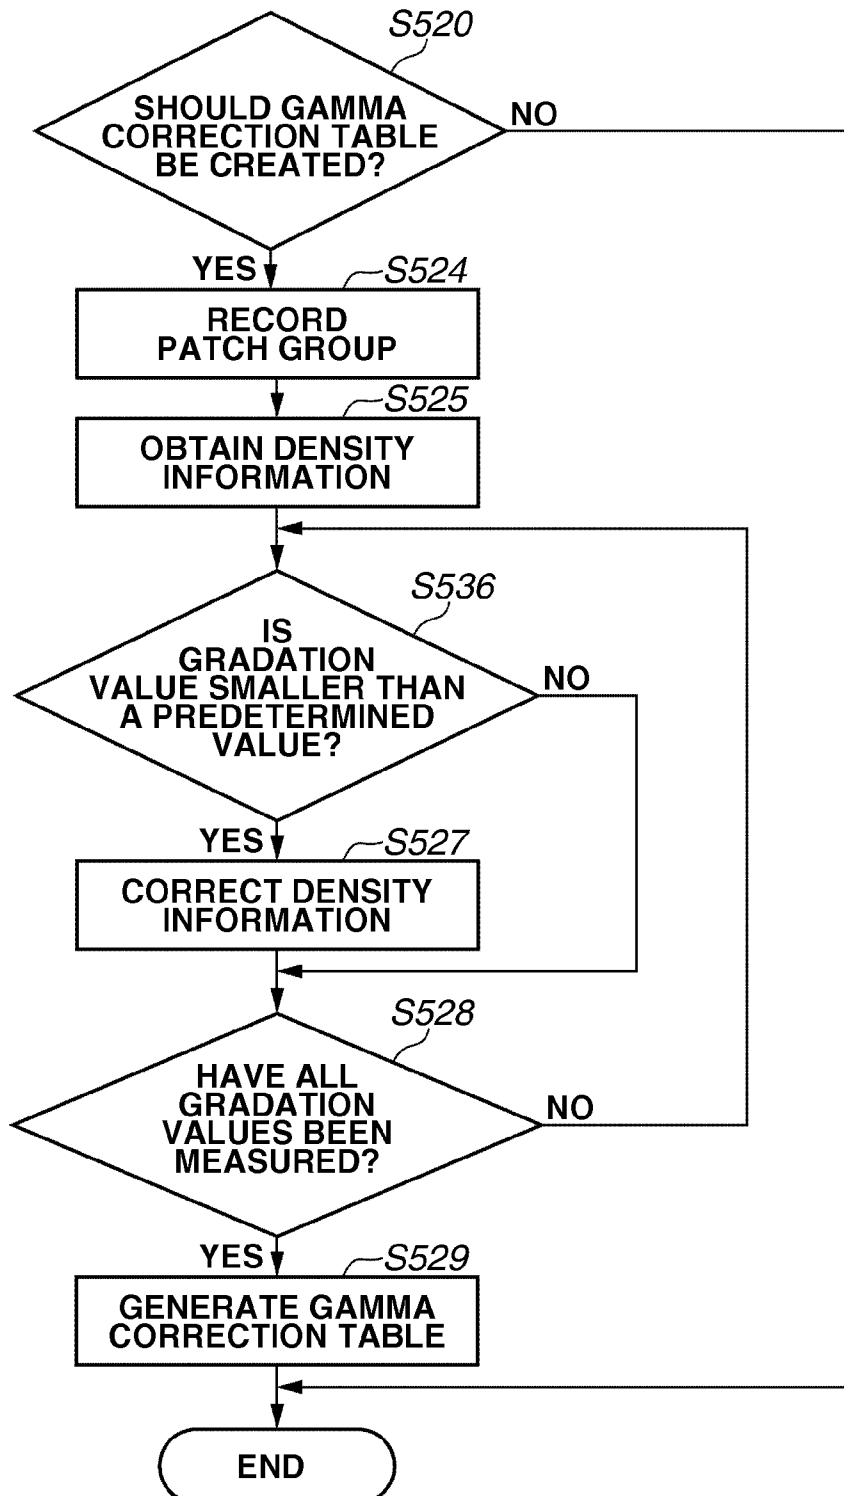 S520
SHOULD GAMMA
CORRECTION TABLE
BE CREATED?
NO
YES
S524
RECORD
PATCH GROUP
S525
OBTAIN DENSITY
INFORMATION
S536
IS
GRADATION
VALUE SMALLER THAN
A PREDETERMINED
VALUE?
NO
YES
S527
CORRECT DENSITY
INFORMATION
S528
HAVE ALL
GRADATION
VALUES BEEN
MEASURED?
NO
YES
S529
GENERATE GAMMA
CORRECTION TABLE
END